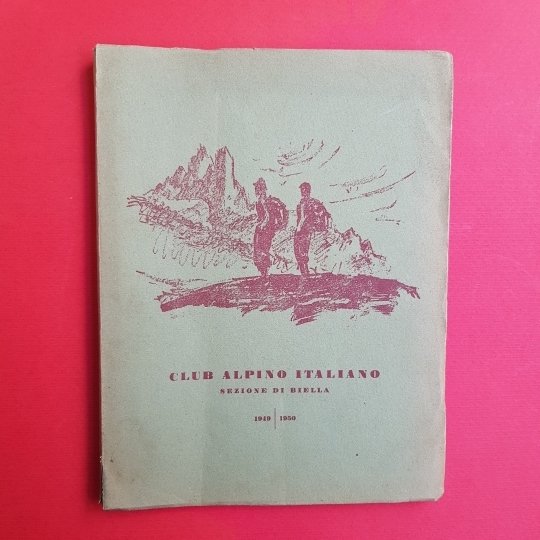 CLUB ALPINO ITALIANO
SEZIONE DI BIELLA
1949 | 1950